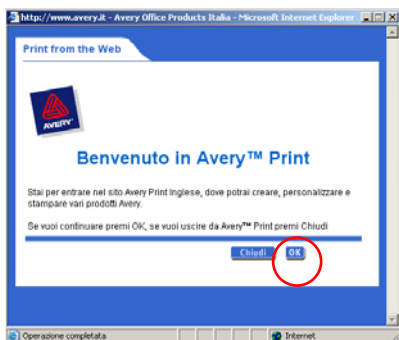 http://www.avery.it - Avery Office Products Italia - Microsoft Internet Explorer
Print from the Web
AVERY
Benvenuto in Avery™ Print
Stai per entrare nel sito Avery Print Inglese, dove potrai creare, personalizzare e
stampare vari prodotti Avery.
Se vuoi continuare premi OK, se vuoi uscire da Avery™ Print premi Chiudi
Chiudi OK
Operazione completata Internet